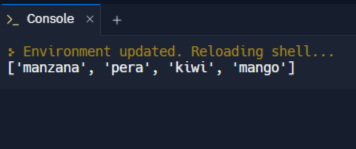 Console
Environment updated. Reloading shell...
['manzana', 'pera', 'kiwi', 'mango']